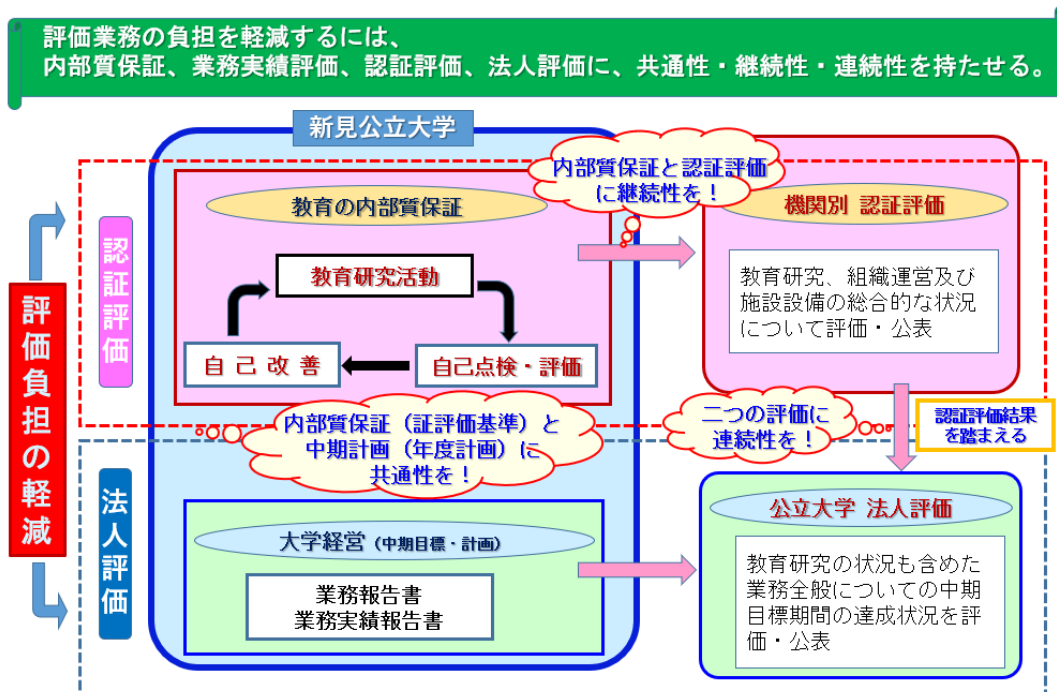 評価業務の負担を軽減するには、
内部質保証、業務実績評価、認証評価、法人評価に、共通性・継続性・連続性を持たせる。
新見公立大学
評価負担の軽減
認証評価
教育の内部質保証
教育研究活動
自己改善
自己点検・評価
内部質保証と認証評価
に継続性を！
機関別 認証評価
教育研究、組織運営及び
施設設備の総合的な状況
について評価・公表
内部質保証（証評価基準）と
中期計画（年度計画）に
共通性を！
二つの評価に
連続性を！
認証評価結果
を踏まえる
法人評価
大学経営（中期目標・計画）
業務報告書
業務実績報告書
公立大学 法人評価
教育研究の状況も含めた
業務全般についての中期
目標期間の達成状況を評
価・公表